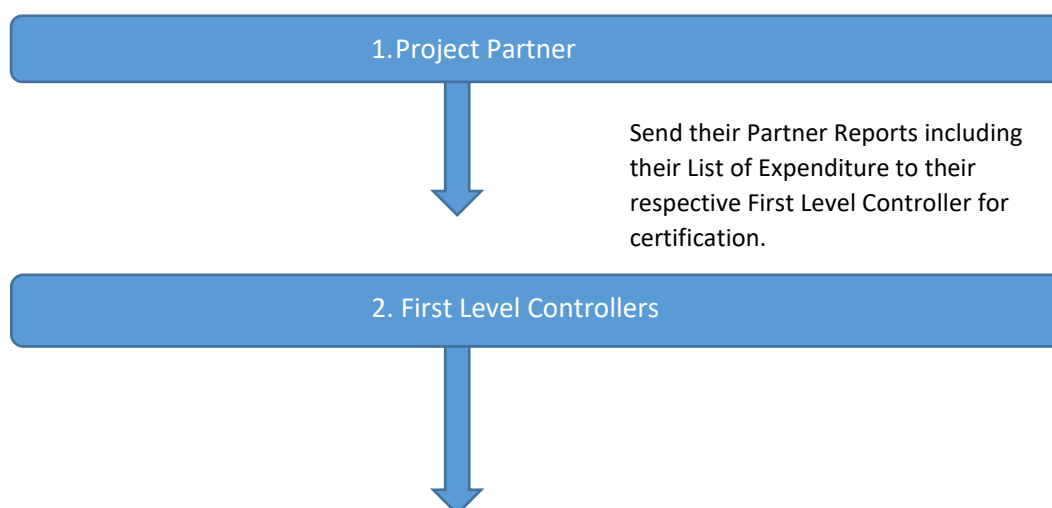 1.Project Partner
Send their Partner Reports including
their List of Expenditure to their
respective First Level Controller for
certification.
2. First Level Controllers